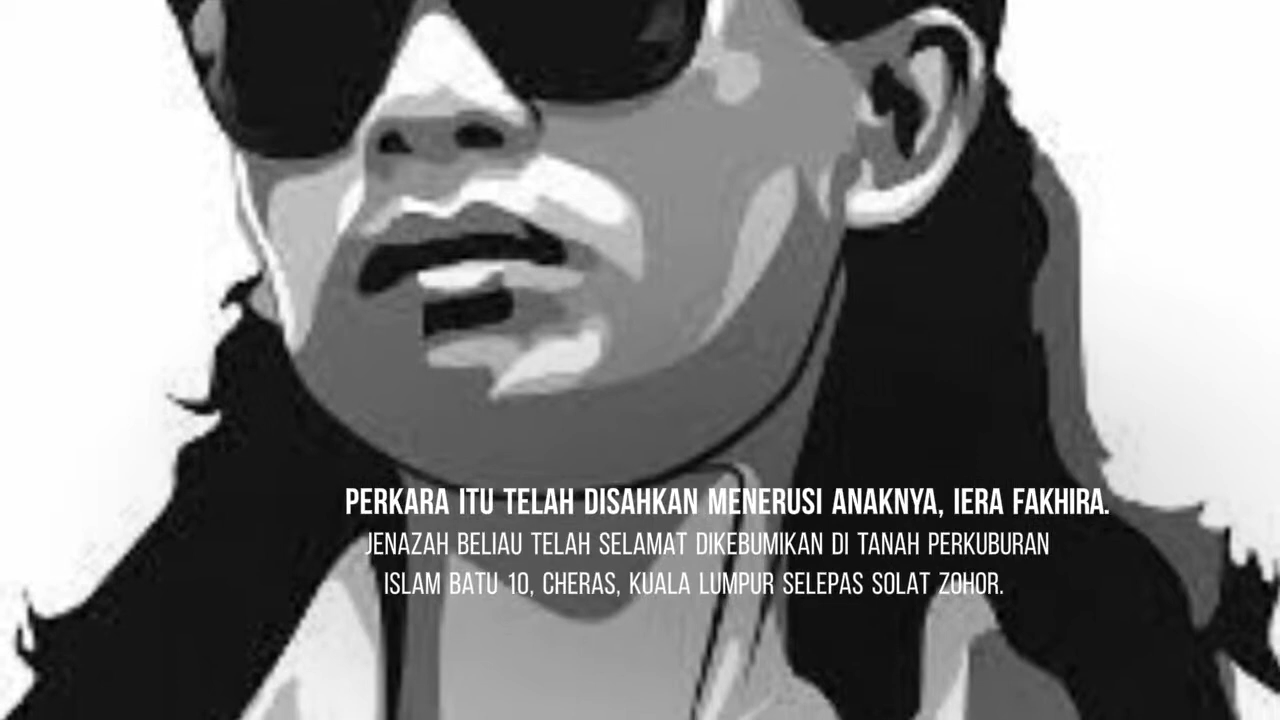 PERKARA ITU TELAH DISAHKAN MENERUSI ANAKNYA, IERA FAKHIRA.
JENAZAH BELIAU TELAH SELAMAT DIKEBUMIKAN DI TANAH PERKUBURAN
ISLAM BATU 10, CHERAS, KUALA LUMPUR SELEPAS SOLAT ZOHOR.